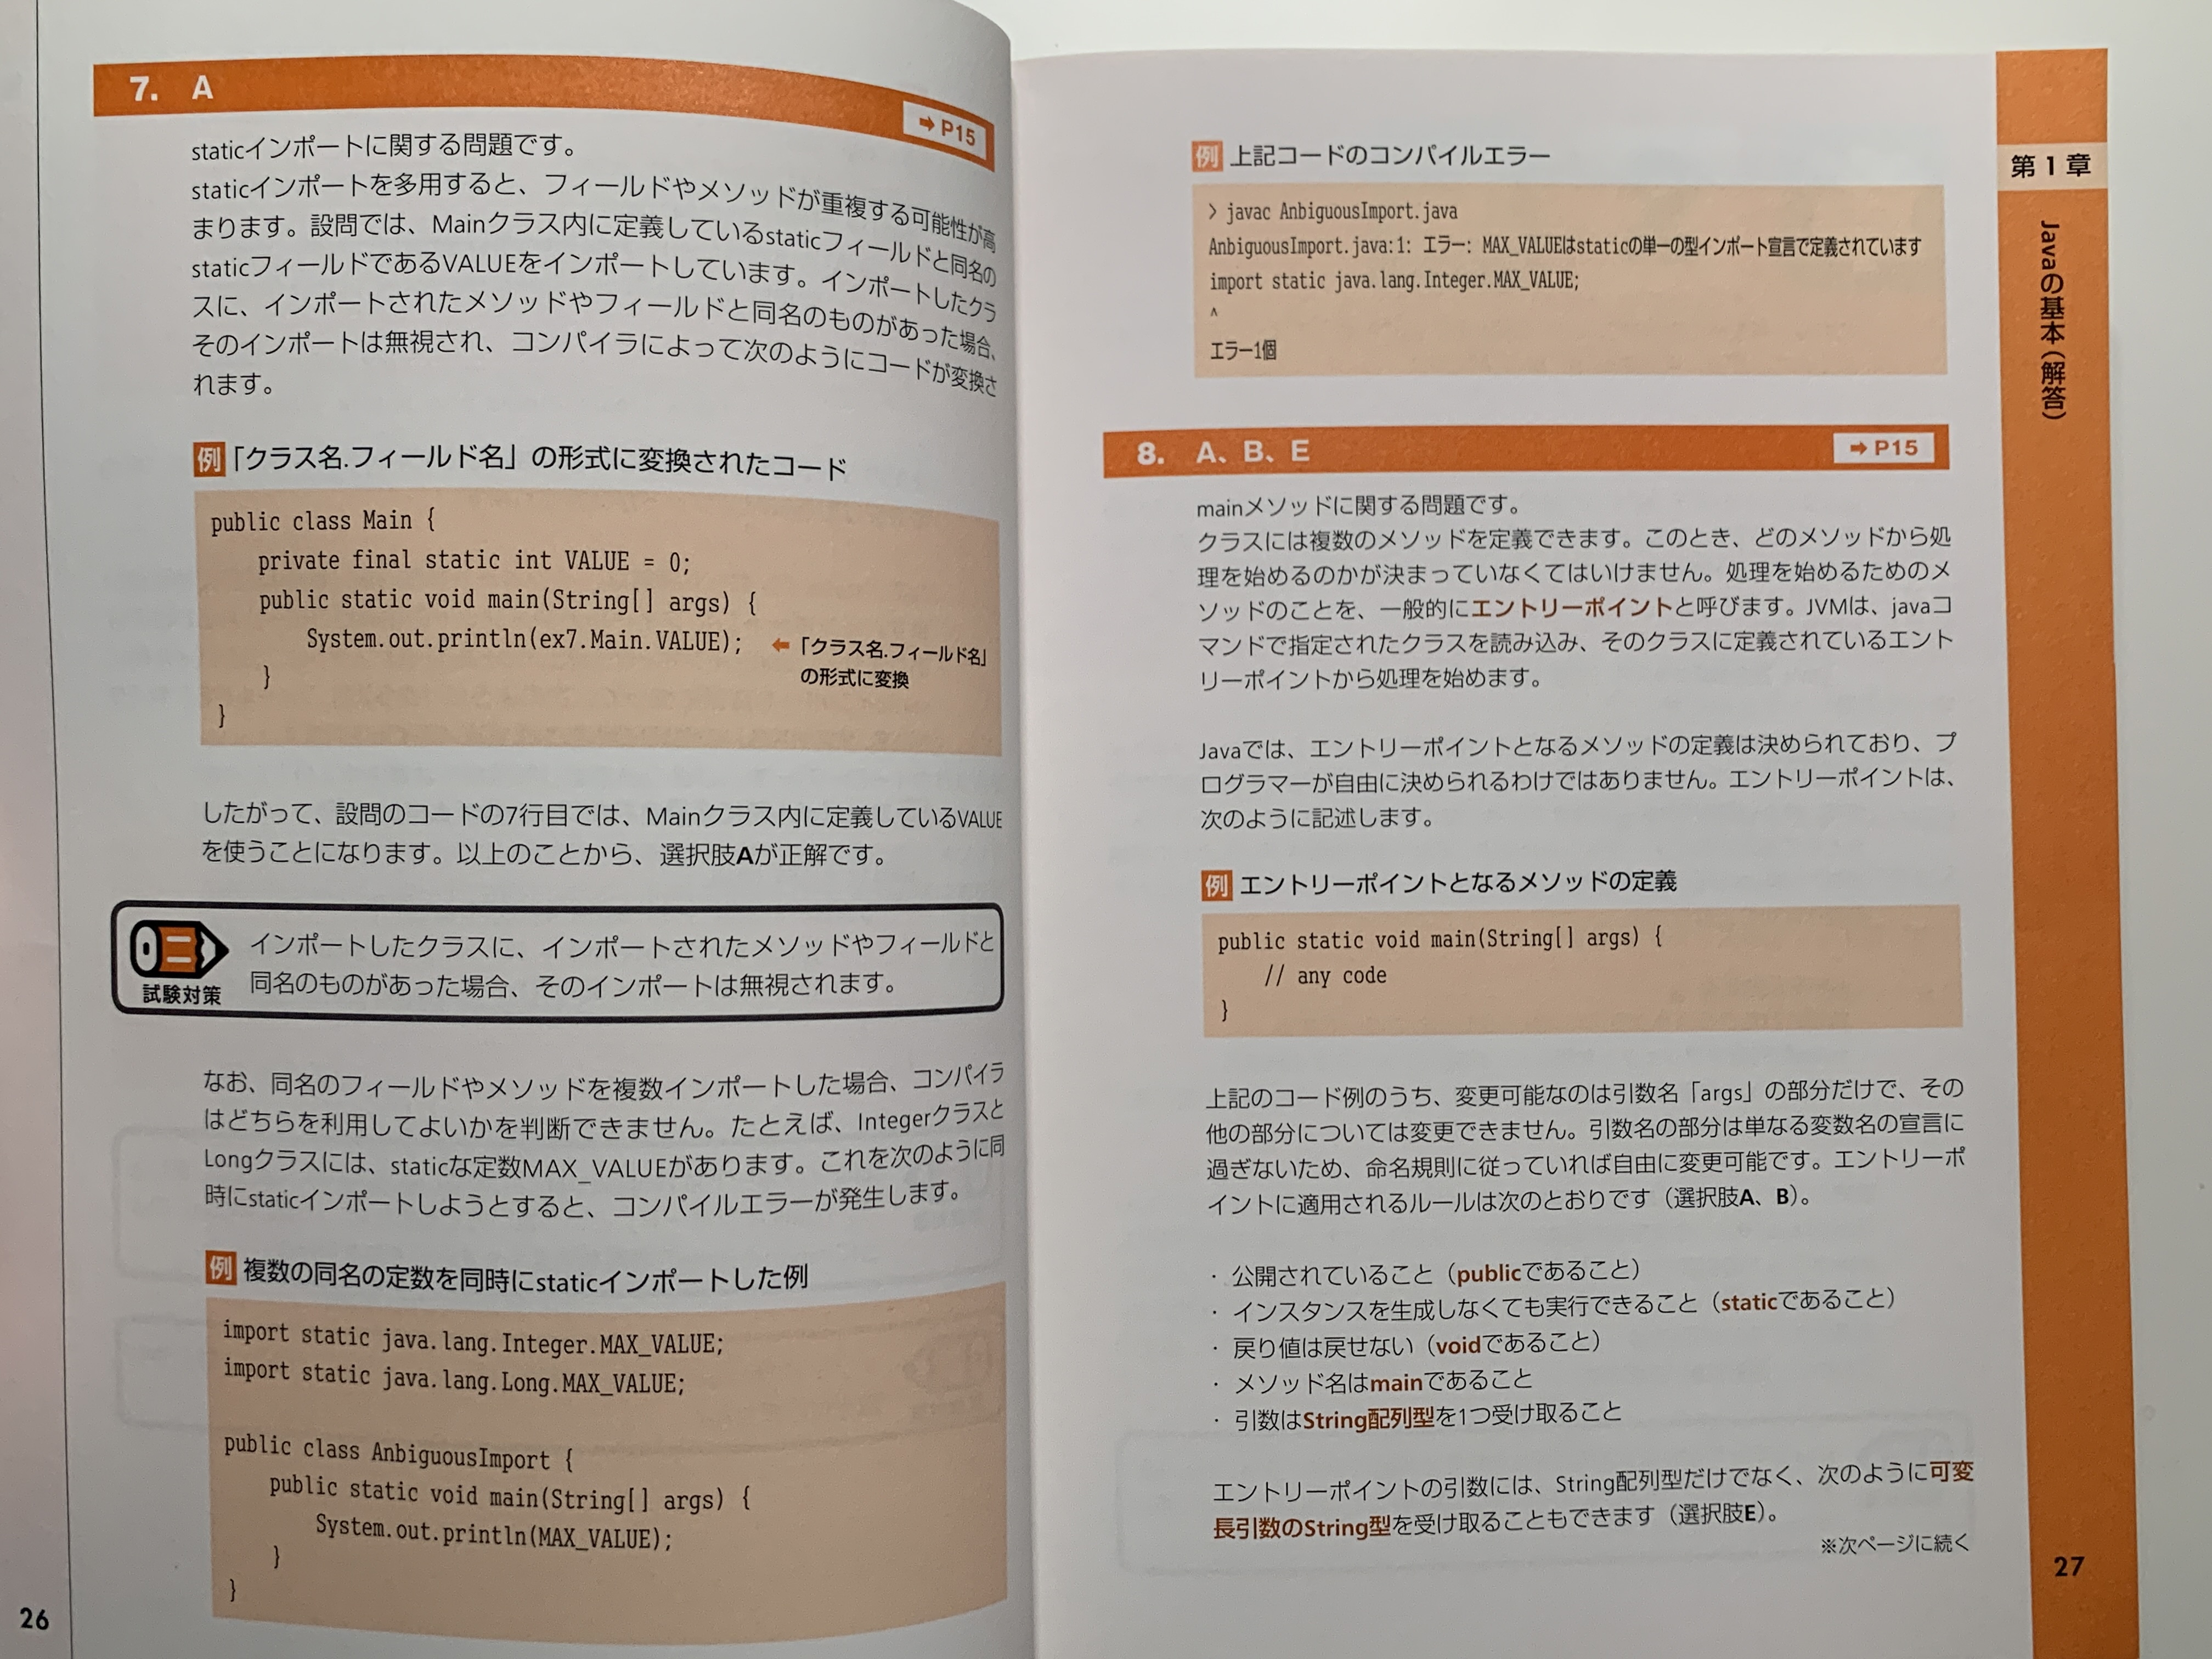 7. A
➡P15
staticインポートに関する問題です。
staticインポートを多用すると、フィールドやメソッドが重複する可能性が高
まります。設問では、Mainクラス内に定義しているstaticフィールドと同名の
staticフィールドであるVALUEをインポートしています。インポートしたクラ
スに、インポートされたメソッドやフィールドと同名のものがあった場合、
そのインポートは無視され、コンパイラによって次のようにコードが変換さ
れます。
例 「クラス名.フィールド名」の形式に変換されたコード
public class Main {
    private final static int VALUE = 0;
    public static void main(String[] args) {
        System.out.println(ex7.Main.VALUE); ⬅「クラス名.フィールド名」
の形式に変換
    }
}
したがって、設問のコードの7行目では、Mainクラス内に定義しているVALUE
を使うことになります。以上のことから、選択肢Aが正解です。
インポートしたクラスに、インポートされたメソッドやフィールドと
同名のものがあった場合、そのインポートは無視されます。
試験対策
なお、同名のフィールドやメソッドを複数インポートした場合、コンパイラ
はどちらを利用してよいかを判断できません。たとえば、Integerクラスと
Longクラスには、staticな定数MAX_VALUEがあります。これを次のように同
時にstaticインポートしようとすると、コンパイルエラーが発生します。
例 複数の同名の定数を同時にstaticインポートした例
import static java.lang.Integer.MAX_VALUE;
import static java.lang.Long.MAX_VALUE;
public class AnbiguousImport {
    public static void main(String[] args) {
        System.out.println(MAX_VALUE);
    }
}
26
例 上記コードのコンパイルエラー
> javac AnbiguousImport.java
AnbiguousImport.java:1: エラー: MAX_VALUEはstaticの単一の型インポート宣言で定義されています
import static java.lang.Integer.MAX_VALUE;
^
エラー1個
8. A、B、E
➡P15
mainメソッドに関する問題です。
クラスには複数のメソッドを定義できます。このとき、どのメソッドから処
理を始めるのかが決まっていなくてはいけません。処理を始めるためのメ
ソッドのことを、一般的にエントリーポイントと呼びます。JVMは、javaコ
マンドで指定されたクラスを読み込み、そのクラスに定義されているエント
リーポイントから処理を始めます。
Javaでは、エントリーポイントとなるメソッドの定義は決められており、プ
ログラマーが自由に決められるわけではありません。エントリーポイントは、
次のように記述します。
例 エントリーポイントとなるメソッドの定義
public static void main(String[] args) {
    // any code
}
上記のコード例のうち、変更可能なのは引数名「args」の部分だけで、その
他の部分については変更できません。引数名の部分は単なる変数名の宣言に
過ぎないため、命名規則に従っていれば自由に変更可能です。エントリーポ
イントに適用されるルールは次のとおりです（選択肢A、B）。
・ 公開されていること（publicであること）
・ インスタンスを生成しなくても実行できること（staticであること）
・ 戻り値は戻せない（voidであること）
・ メソッド名はmainであること
・ 引数はString配列型を1つ受け取ること
エントリーポイントの引数には、String配列型だけでなく、次のように可変
長引数のString型を受け取ることもできます（選択肢E）。
※次ページに続く
第1章
Javaの基本（解答）
27